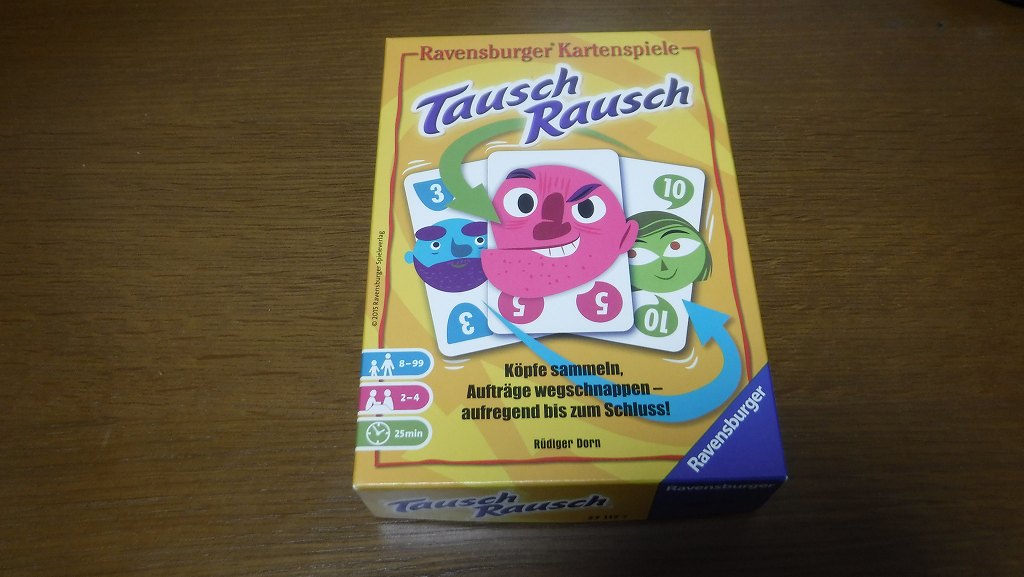 Ravensburger® Kartenspiele
Tausch
Rausch
3
10
3
5
5
10
© 2015 Ravensburger Spieleverlag
8-99
2-4
25min
Köpfe sammeln,
Aufträge wegschnappen –
aufregend bis zum Schluss!
Rüdiger Dorn
Ravensburger
Tausch
Rausch
Ravensburger